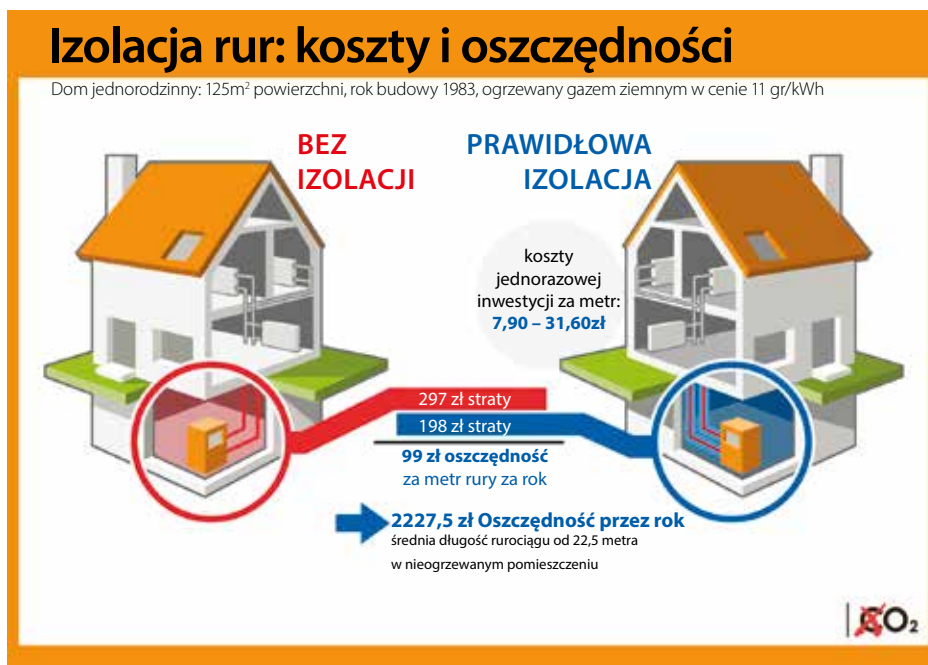 Izolacja rur: koszty i oszczędności
Dom jednorodzinny: 125m² powierzchni, rok budowy 1983, ogrzewany gazem ziemnym w cenie 11 gr/kWh
BEZ
IZOLACJI
PRAWIDŁOWA
IZOLACJA
koszty
jednorazowej
inwestycji za metr:
7,90 – 31,60zł
297 zł straty
198 zł straty
99 zł oszczędność
za metr rury za rok
2227,5 zł Oszczędność przez rok
średnia długość rurociągu od 22,5 metra
w nieogrzewanym pomieszczeniu
CO₂